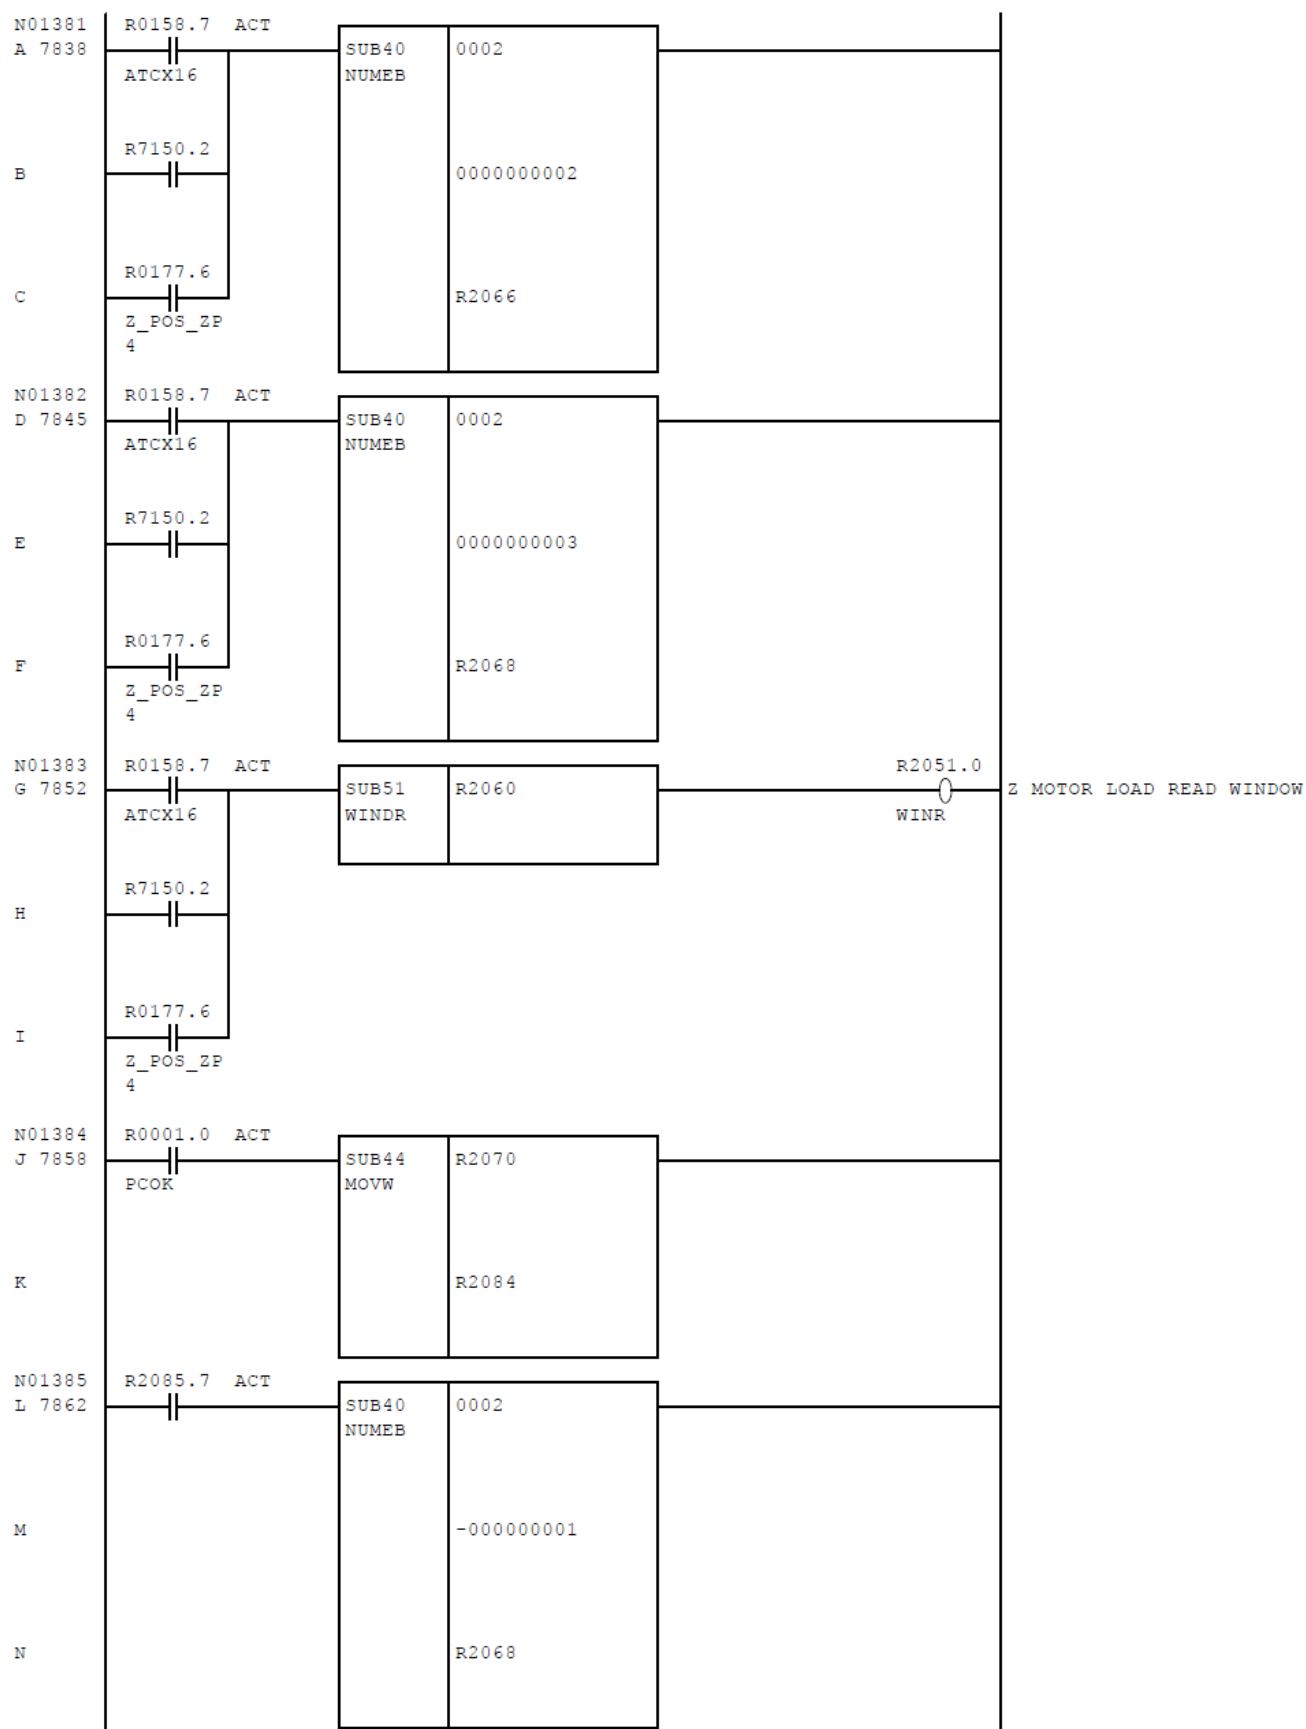 N01381 R0158.7 ACT
A 7838 SUB40 0002
ATCX16 NUMEB
R7150.2
B 0000000002
R0177.6
C R2066
Z_POS_ZP
4
N01382 R0158.7 ACT
D 7845 SUB40 0002
ATCX16 NUMEB
R7150.2
E 0000000003
R0177.6
F R2068
Z_POS_ZP
4
N01383 R0158.7 ACT R2051.0
G 7852 SUB51 R2060 Z MOTOR LOAD READ WINDOW
ATCX16 WINDR WINR
R7150.2
H
R0177.6
I
Z_POS_ZP
4
N01384 R0001.0 ACT
J 7858 SUB44 R2070
PCOK MOVW
K R2084
N01385 R2085.7 ACT
L 7862 SUB40 0002
NUMEB
M -000000001
N R2068